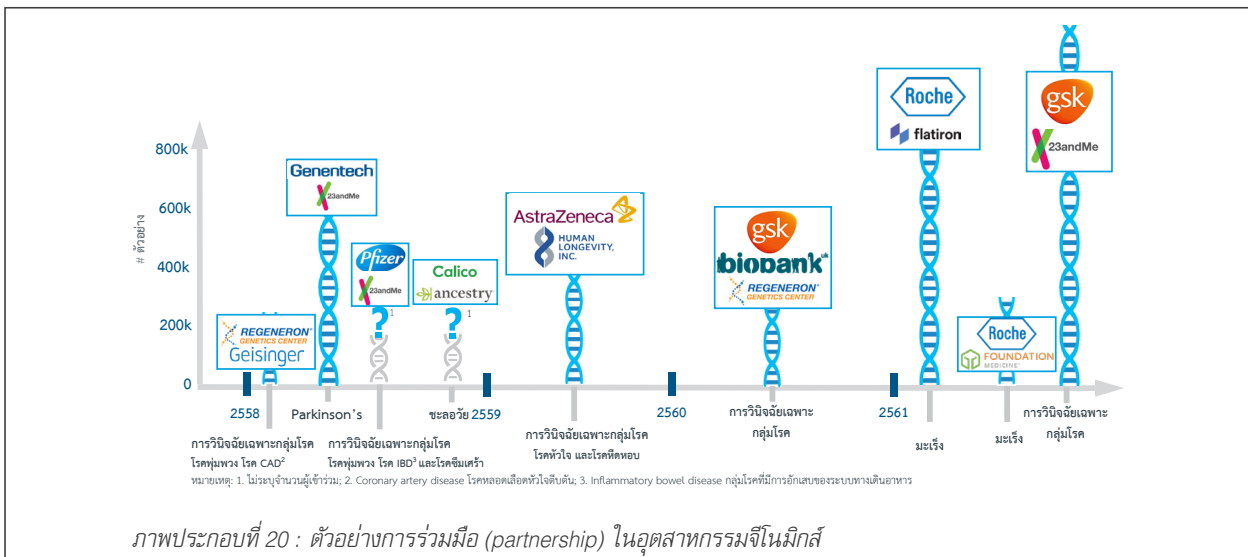 800k
600k
400k
200k
0
# ตัวอย่าง
REGENERON®
GENETICS CENTER
Geisinger
Genentech
23andMe
Pfizer
23andMe
? 1
Calico
ancestry
? 1
AstraZeneca
HUMAN
LONGEVITY,
INC.
gsk
biobank uk
REGENERON®
GENETICS CENTER
Roche
flatiron
Roche
FOUNDATION
MEDICINE®
gsk
23andMe
2558
Parkinson's
ชะลอวัย
2559
2560
2561
การวินิจฉัยเฉพาะกลุ่มโรค
โรคพุ่มพวง โรค CAD²
การวินิจฉัยเฉพาะกลุ่มโรค
โรคพุ่มพวง โรค IBD³ และโรคซึมเศร้า
การวินิจฉัยเฉพาะกลุ่มโรค
โรคหัวใจ และโรคหืดหอบ
การวินิจฉัยเฉพาะ
กลุ่มโรค
มะเร็ง
มะเร็ง
การวินิจฉัยเฉพาะ
กลุ่มโรค
หมายเหตุ: 1. ไม่ระบุจำนวนผู้เข้าร่วม; 2. Coronary artery disease โรคหลอดเลือดหัวใจตีบตัน; 3. Inflammatory bowel disease กลุ่มโรคที่มีการอักเสบของระบบทางเดินอาหาร
ภาพประกอบที่ 20 : ตัวอย่างการร่วมมือ (partnership) ในอุตสาหกรรมจีโนมิกส์